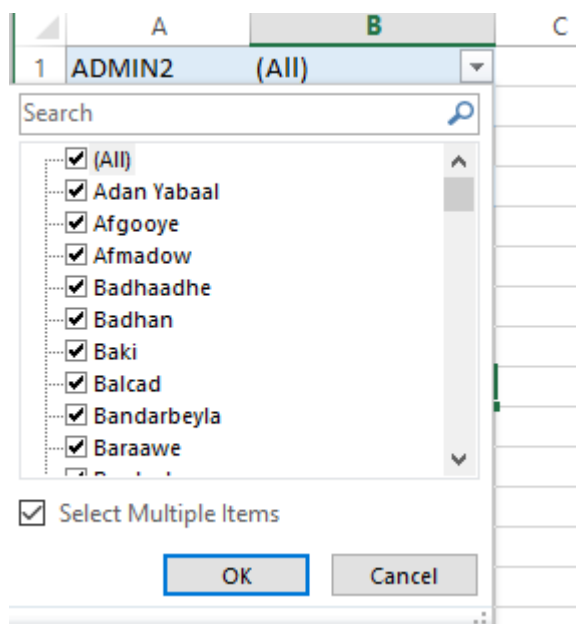 A B C
1 ADMIN2 (All)
Search
(All)
Adan Yabaal
Afgooye
Afmadow
Badhaadhe
Badhan
Baki
Balcad
Bandarbeyla
Baraawe
Select Multiple Items
OK Cancel